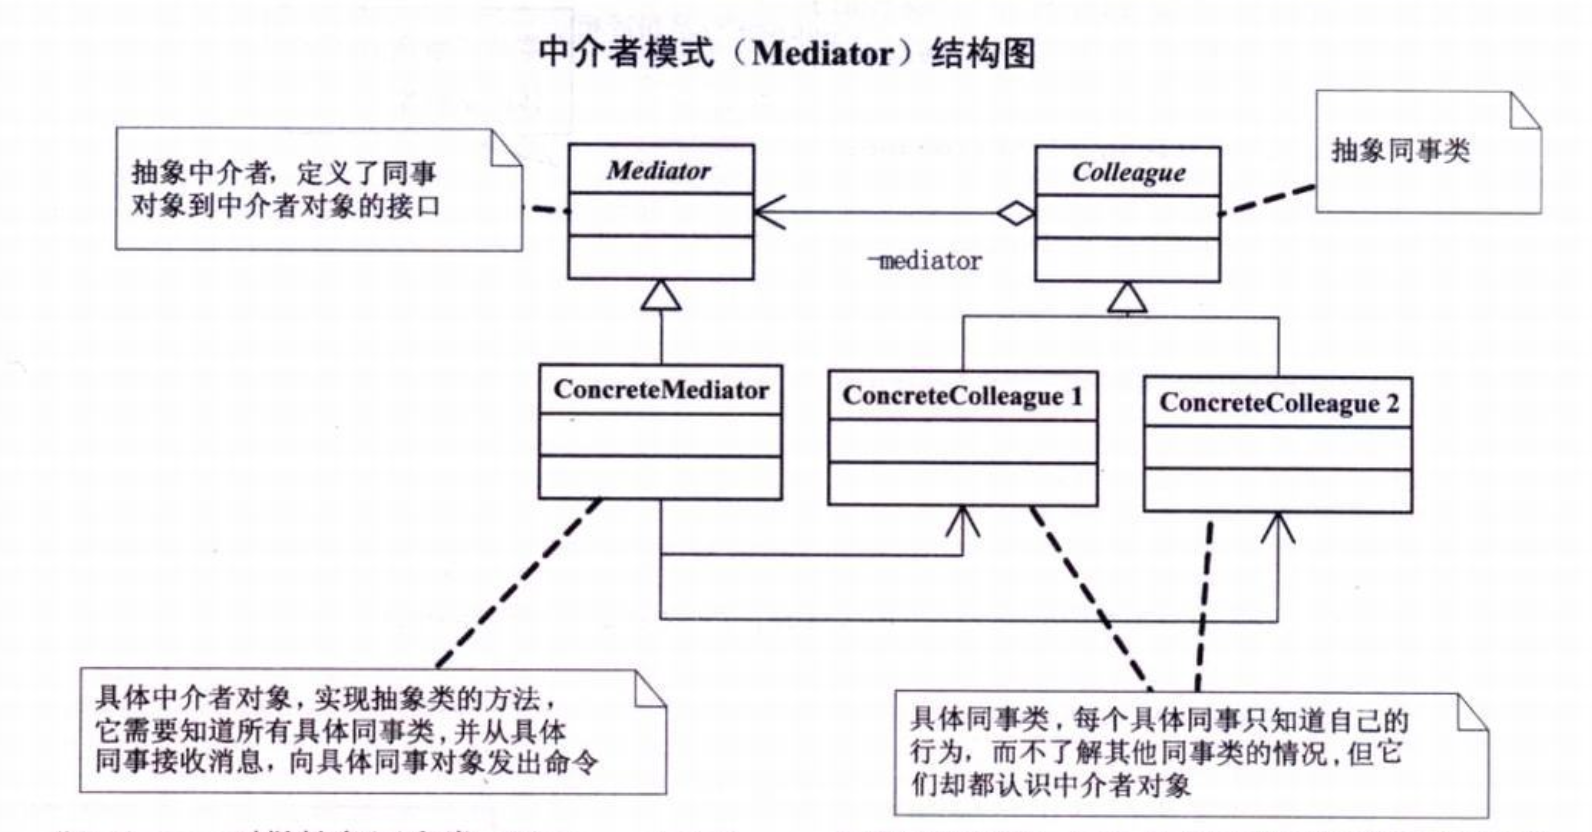 中介者模式（Mediator）结构图
抽象中介者，定义了同事
对象到中介者对象的接口
Mediator
Colleague
抽象同事类
-mediator
ConcreteMediator
ConcreteColleague 1
ConcreteColleague 2
具体中介者对象，实现抽象类的方法，
它需要知道所有具体同事类，并从具体
同事接收消息，向具体同事对象发出命令
具体同事类，每个具体同事只知道自己的
行为，而不了解其他同事类的情况，但它
们却都认识中介者对象